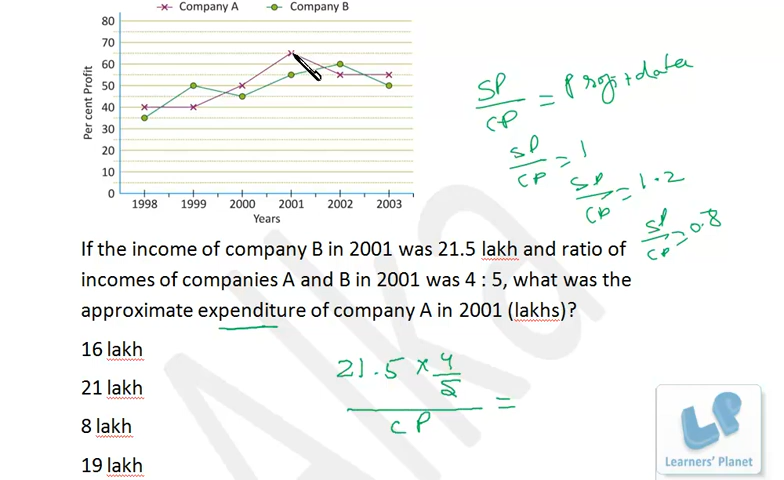 Company A Company B
80
70
60
50
40
30
20
10
0
Per cent Profit
1998 1999 2000 2001 2002 2003
Years
SP/CP =
SP/CP = 1
SP/CP = 1.2
SP/CP = 0.8
If the income of company B in 2001 was 21.5 lakh and ratio of
incomes of companies A and B in 2001 was 4 : 5, what was the
approximate expenditure of company A in 2001 (lakhs)?
16 lakh
21 lakh
8 lakh
19 lakh
21.5 × 4/5
CP =
Alka
LP
Learners' Planet